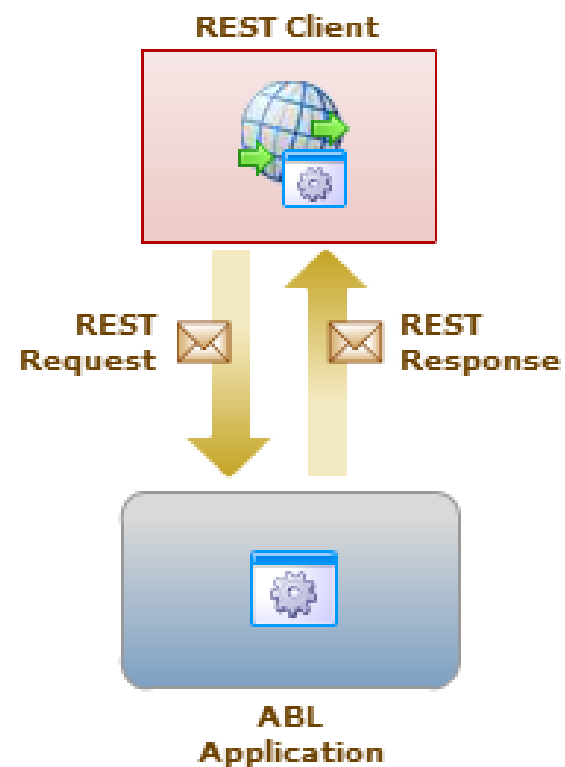 REST Client
REST
Request
REST
Response
ABL
Application